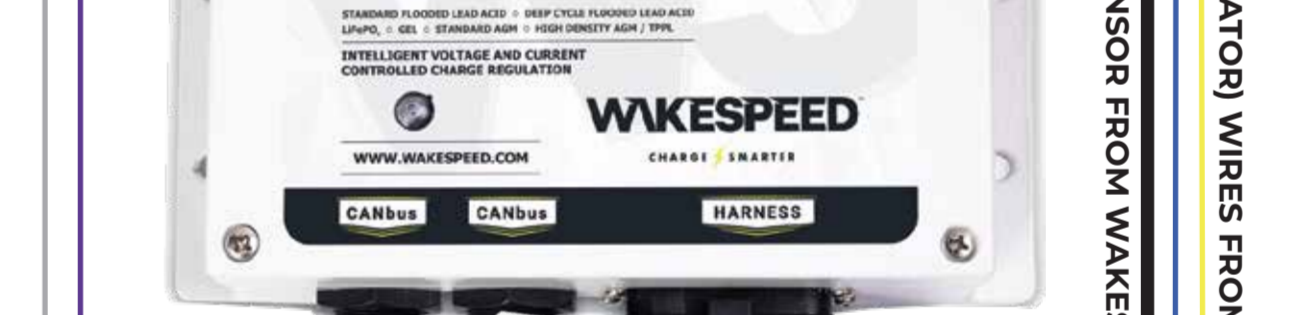 STANDARD FLOODED LEAD ACID ◇ DEEP CYCLE FLOODED LEAD ACID
LiFePO, ◇ GEL ◇ STANDARD AGM ◇ HIGH DENSITY AGM / TPPL
INTELLIGENT VOLTAGE AND CURRENT
CONTROLLED CHARGE REGULATION
WAKESPEED
WWW.WAKESPEED.COM
CHARGE SMARTER
CANbus CANbus HARNESS
NSOR FROM WAKES
ATOR) WIRES FROM